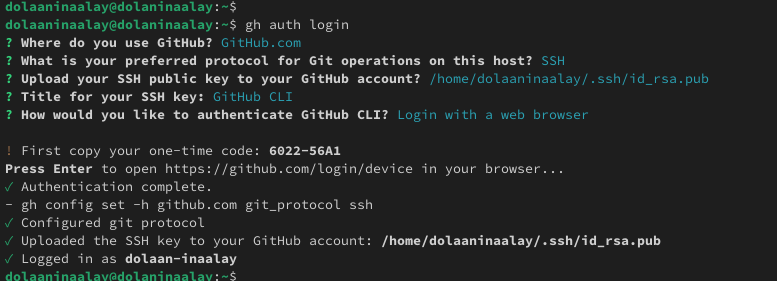 dolaaninaalay@dolaninaalay:~$
dolaaninaalay@dolaninaalay:~$ gh auth login
? Where do you use GitHub? GitHub.com
? What is your preferred protocol for Git operations on this host? SSH
? Upload your SSH public key to your GitHub account? /home/dolaaninaalay/.ssh/id_rsa.pub
? Title for your SSH key: GitHub CLI
? How would you like to authenticate GitHub CLI? Login with a web browser
! First copy your one-time code: 6022-56A1
Press Enter to open https://github.com/login/device in your browser...
✓ Authentication complete.
- gh config set -h github.com git_protocol ssh
✓ Configured git protocol
✓ Uploaded the SSH key to your GitHub account: /home/dolaaninaalay/.ssh/id_rsa.pub
✓ Logged in as dolaan-inaalay
dolaaninaalay@dolaninaalay:~$